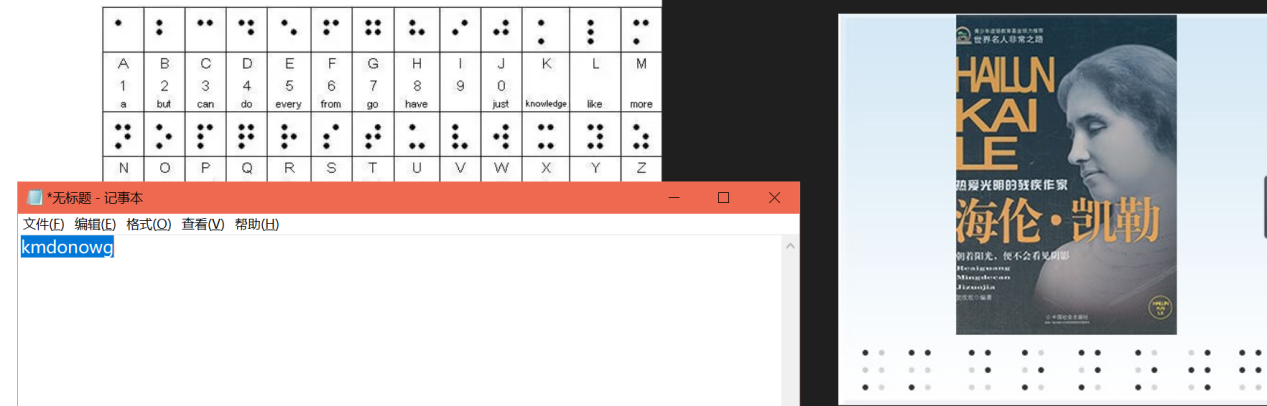 A B C D E F G H I J K L M
1 2 3 4 5 6 7 8 9 0
a but can do every from go have just knowledge like more
N O P Q R S T U V W X Y Z
*无标题 - 记事本
文件(F) 编辑(E) 格式(O) 查看(V) 帮助(H)
kmdonowg
世界名人非常之路
HAILUN
KAI
LE
热爱光明的残疾作家
海伦·凯勒
朝着阳光,便不会看见阴影
Reaiguang
Mingdecan
Jizuojia
HAILUN
KAI
LE